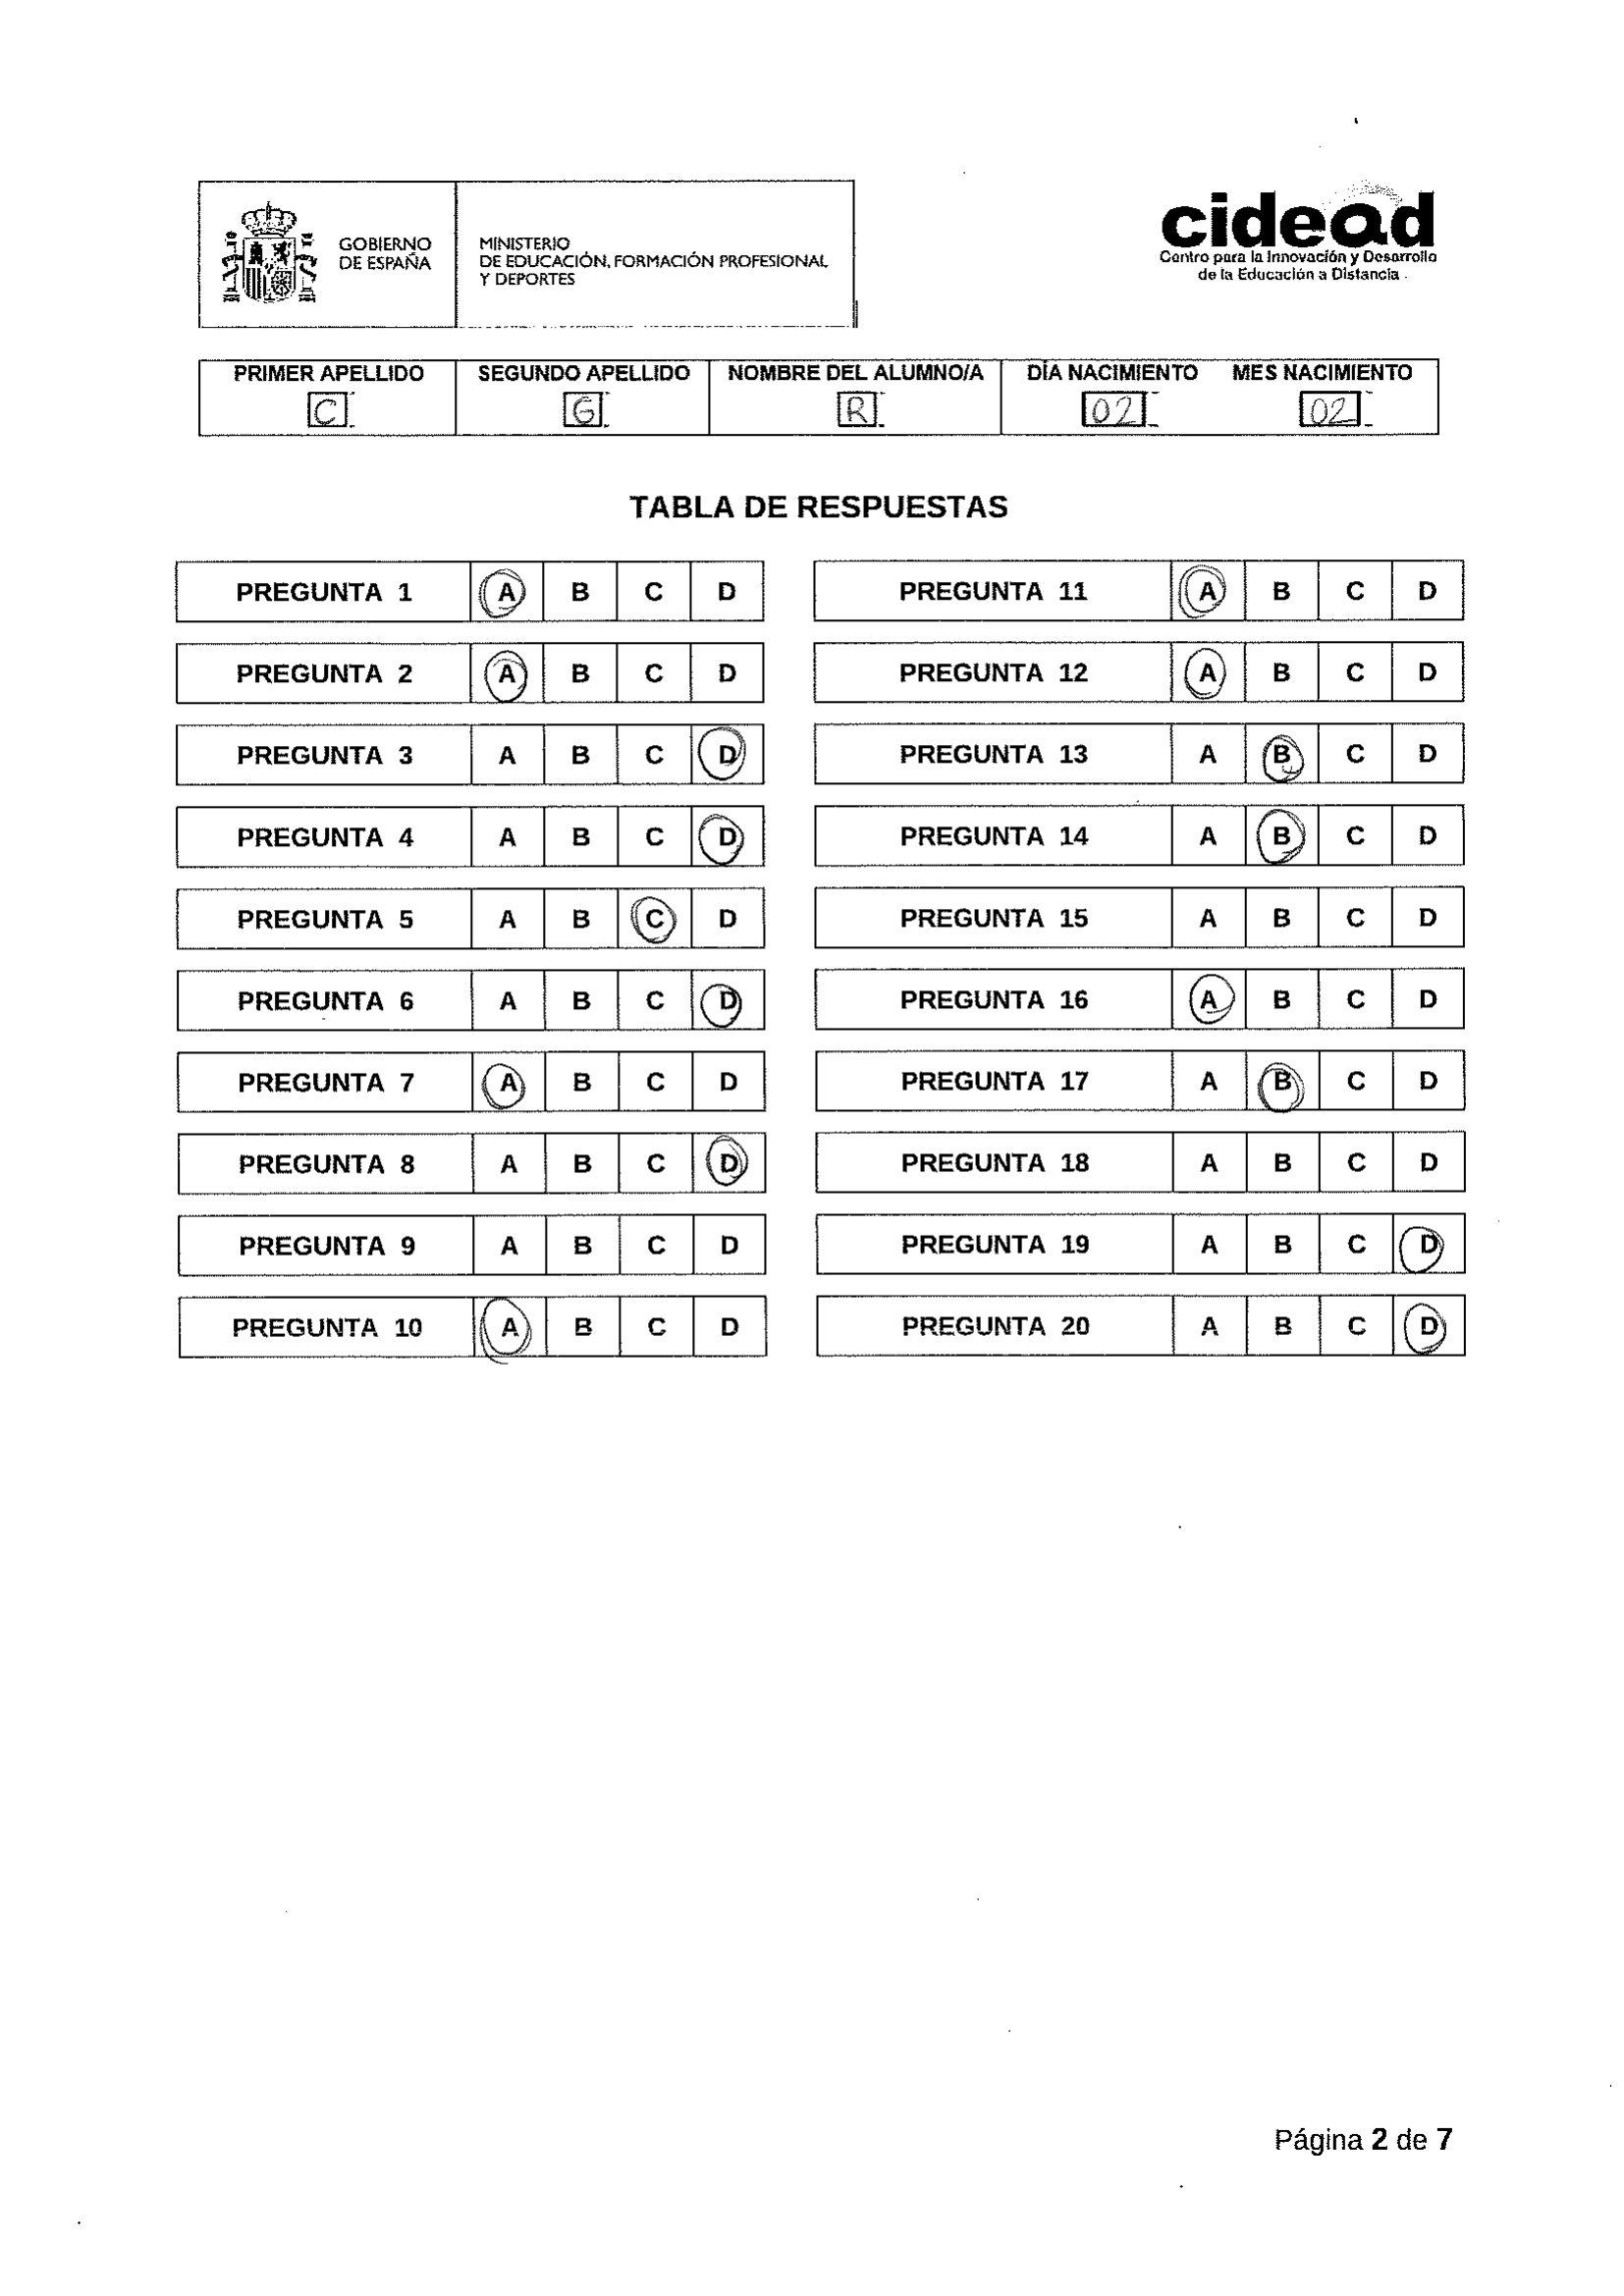 GOBIERNO
DE ESPAÑA
MINISTERIO
DE EDUCACIÓN, FORMACIÓN PROFESIONAL
Y DEPORTES
cidead
Centro para la Innovación y Desarrollo
de la Educación a Distancia
PRIMER APELLIDO SEGUNDO APELLIDO NOMBRE DEL ALUMNO/A DÍA NACIMIENTO MES NACIMIENTO
C G R 02 02
TABLA DE RESPUESTAS
PREGUNTA 1 A B C D PREGUNTA 11 A B C D
PREGUNTA 2 A B C D PREGUNTA 12 A B C D
PREGUNTA 3 A B C D PREGUNTA 13 A B C D
PREGUNTA 4 A B C D PREGUNTA 14 A B C D
PREGUNTA 5 A B C D PREGUNTA 15 A B C D
PREGUNTA 6 A B C D PREGUNTA 16 A B C D
PREGUNTA 7 A B C D PREGUNTA 17 A B C D
PREGUNTA 8 A B C D PREGUNTA 18 A B C D
PREGUNTA 9 A B C D PREGUNTA 19 A B C D
PREGUNTA 10 A B C D PREGUNTA 20 A B C D
Página 2 de 7